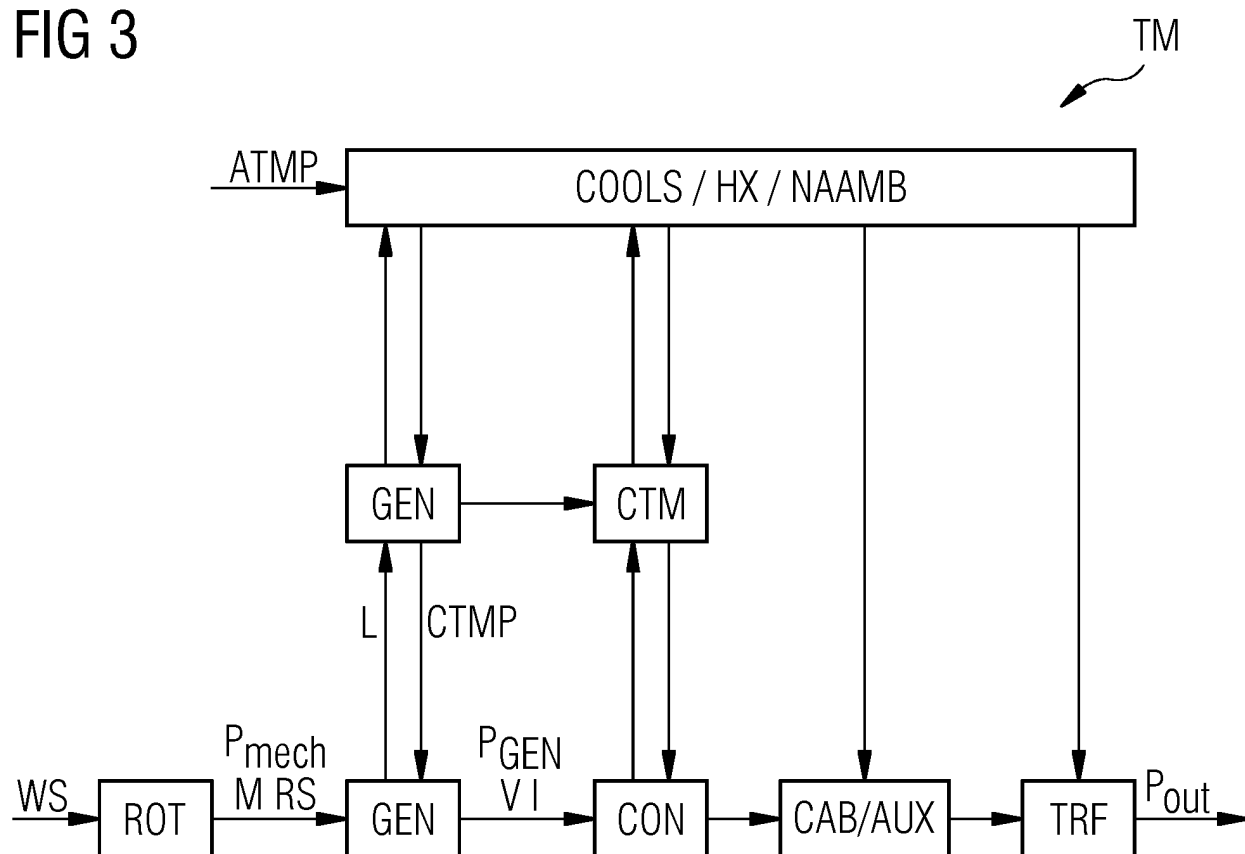 FIG 3
TM
ATMP
COOLS / HX / NAAMB
GEN
CTM
L
CTMP
WS
ROT
Pmech
M RS
GEN
PGEN
V I
CON
CAB/AUX
TRF
Pout